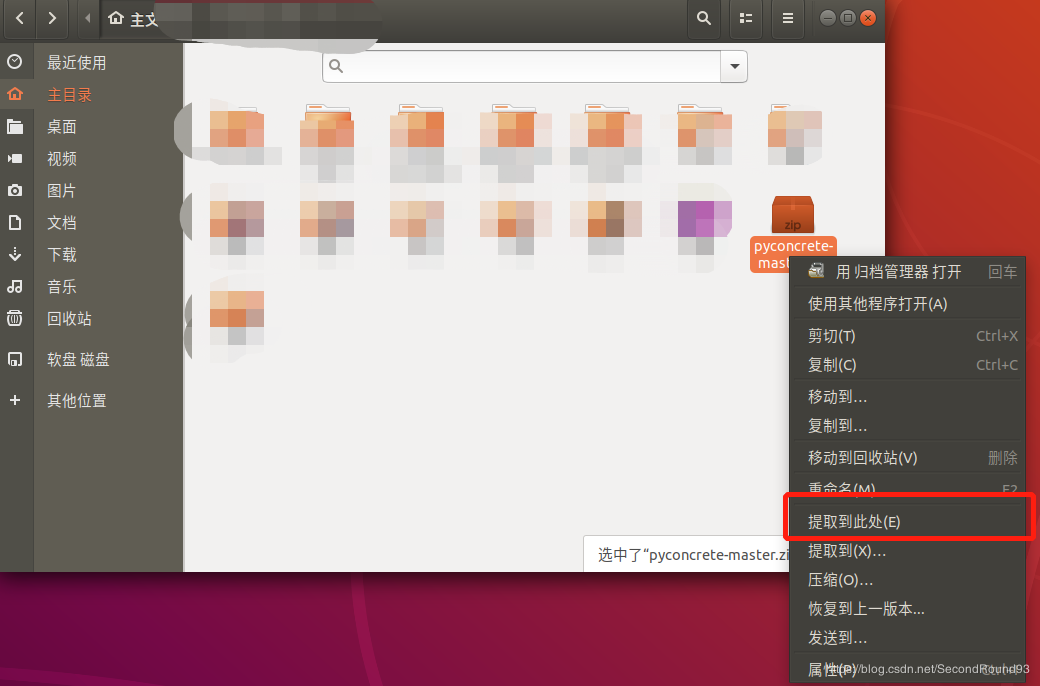 主文
最近使用
主目录
桌面
视频
图片
文档
下载
音乐
回收站
软盘 磁盘
其他位置
zip
pyconcrete-
mast
用 归档管理器 打开 回车
使用其他程序打开(A)
剪切(T) Ctrl+X
复制(C) Ctrl+C
移动到…
复制到…
移动到回收站(V) 删除
重命名(M) F2
提取到此处(E)
提取到(X)…
压缩(O)…
恢复到上一版本…
发送到…
属性(P)
选中了“pyconcrete-master.zi
https://blog.csdn.net/SecondRound93